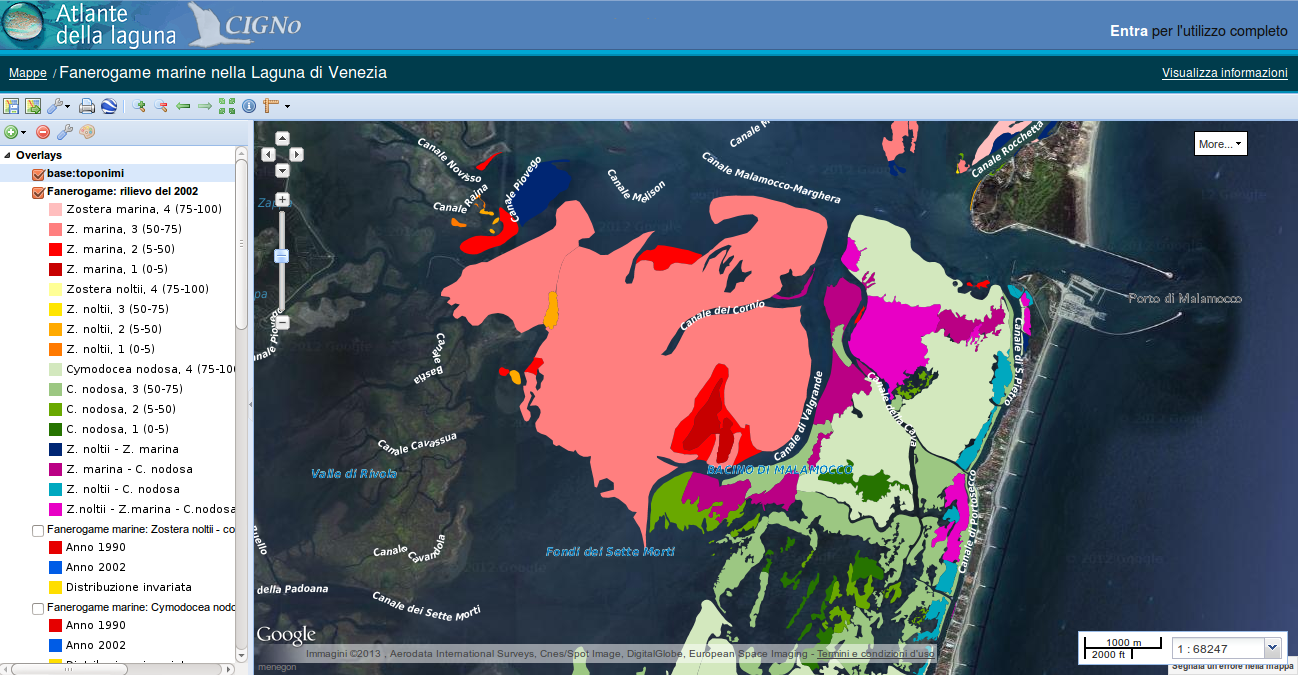 Atlante
della laguna
CIGNo
Entra per l'utilizzo completo
Mappe / Fanerogame marine nella Laguna di Venezia
Visualizza informazioni
Overlays
base:toponimi
Fanerogame: rilievo del 2002
Zostera marina, 4 (75-100)
Z. marina, 3 (50-75)
Z. marina, 2 (5-50)
Z. marina, 1 (0-5)
Zostera noltii, 4 (75-100)
Z. noltii, 3 (50-75)
Z. noltii, 2 (5-50)
Z. noltii, 1 (0-5)
Cymodocea nodosa, 4 (75-10
C. nodosa, 3 (50-75)
C. nodosa, 2 (5-50)
C. nodosa, 1 (0-5)
Z. noltii - Z. marina
Z. marina - C. nodosa
Z. noltii - C. nodosa
Z.noltii - Z.marina - C.nodosa
Fanerogame marine: Zostera noltii - co
Anno 1990
Anno 2002
Distribuzione invariata
Fanerogame marine: Cymodocea nodo
Anno 1990
Anno 2002
More...
Canale Novisso
Canale Raina
Canale Piovego
Canale Melison
Canale M
Canale Malamocco-Marghera
Canale Rocchetta
Porto di Malamocco
Canale del Cornio
Canale di S.Pietro
Canale Bastia
Canale di Valgrande
Canale della Cava
Canale Cavassua
Valle di Rivola
BACINO DI MALAMOCCO
Canale di Portosecco
Fondi dei Sette Morti
Canale Cavandola
della Padoana
Canale dei Sette Morti
Google
Immagini ©2013 , Aerodata International Surveys, Cnes/Spot Image, DigitalGlobe, European Space Imaging - Termini e condizioni d'uso
menegon
1000 m
2000 ft
1 : 68247
Segnala un errore nella mappa